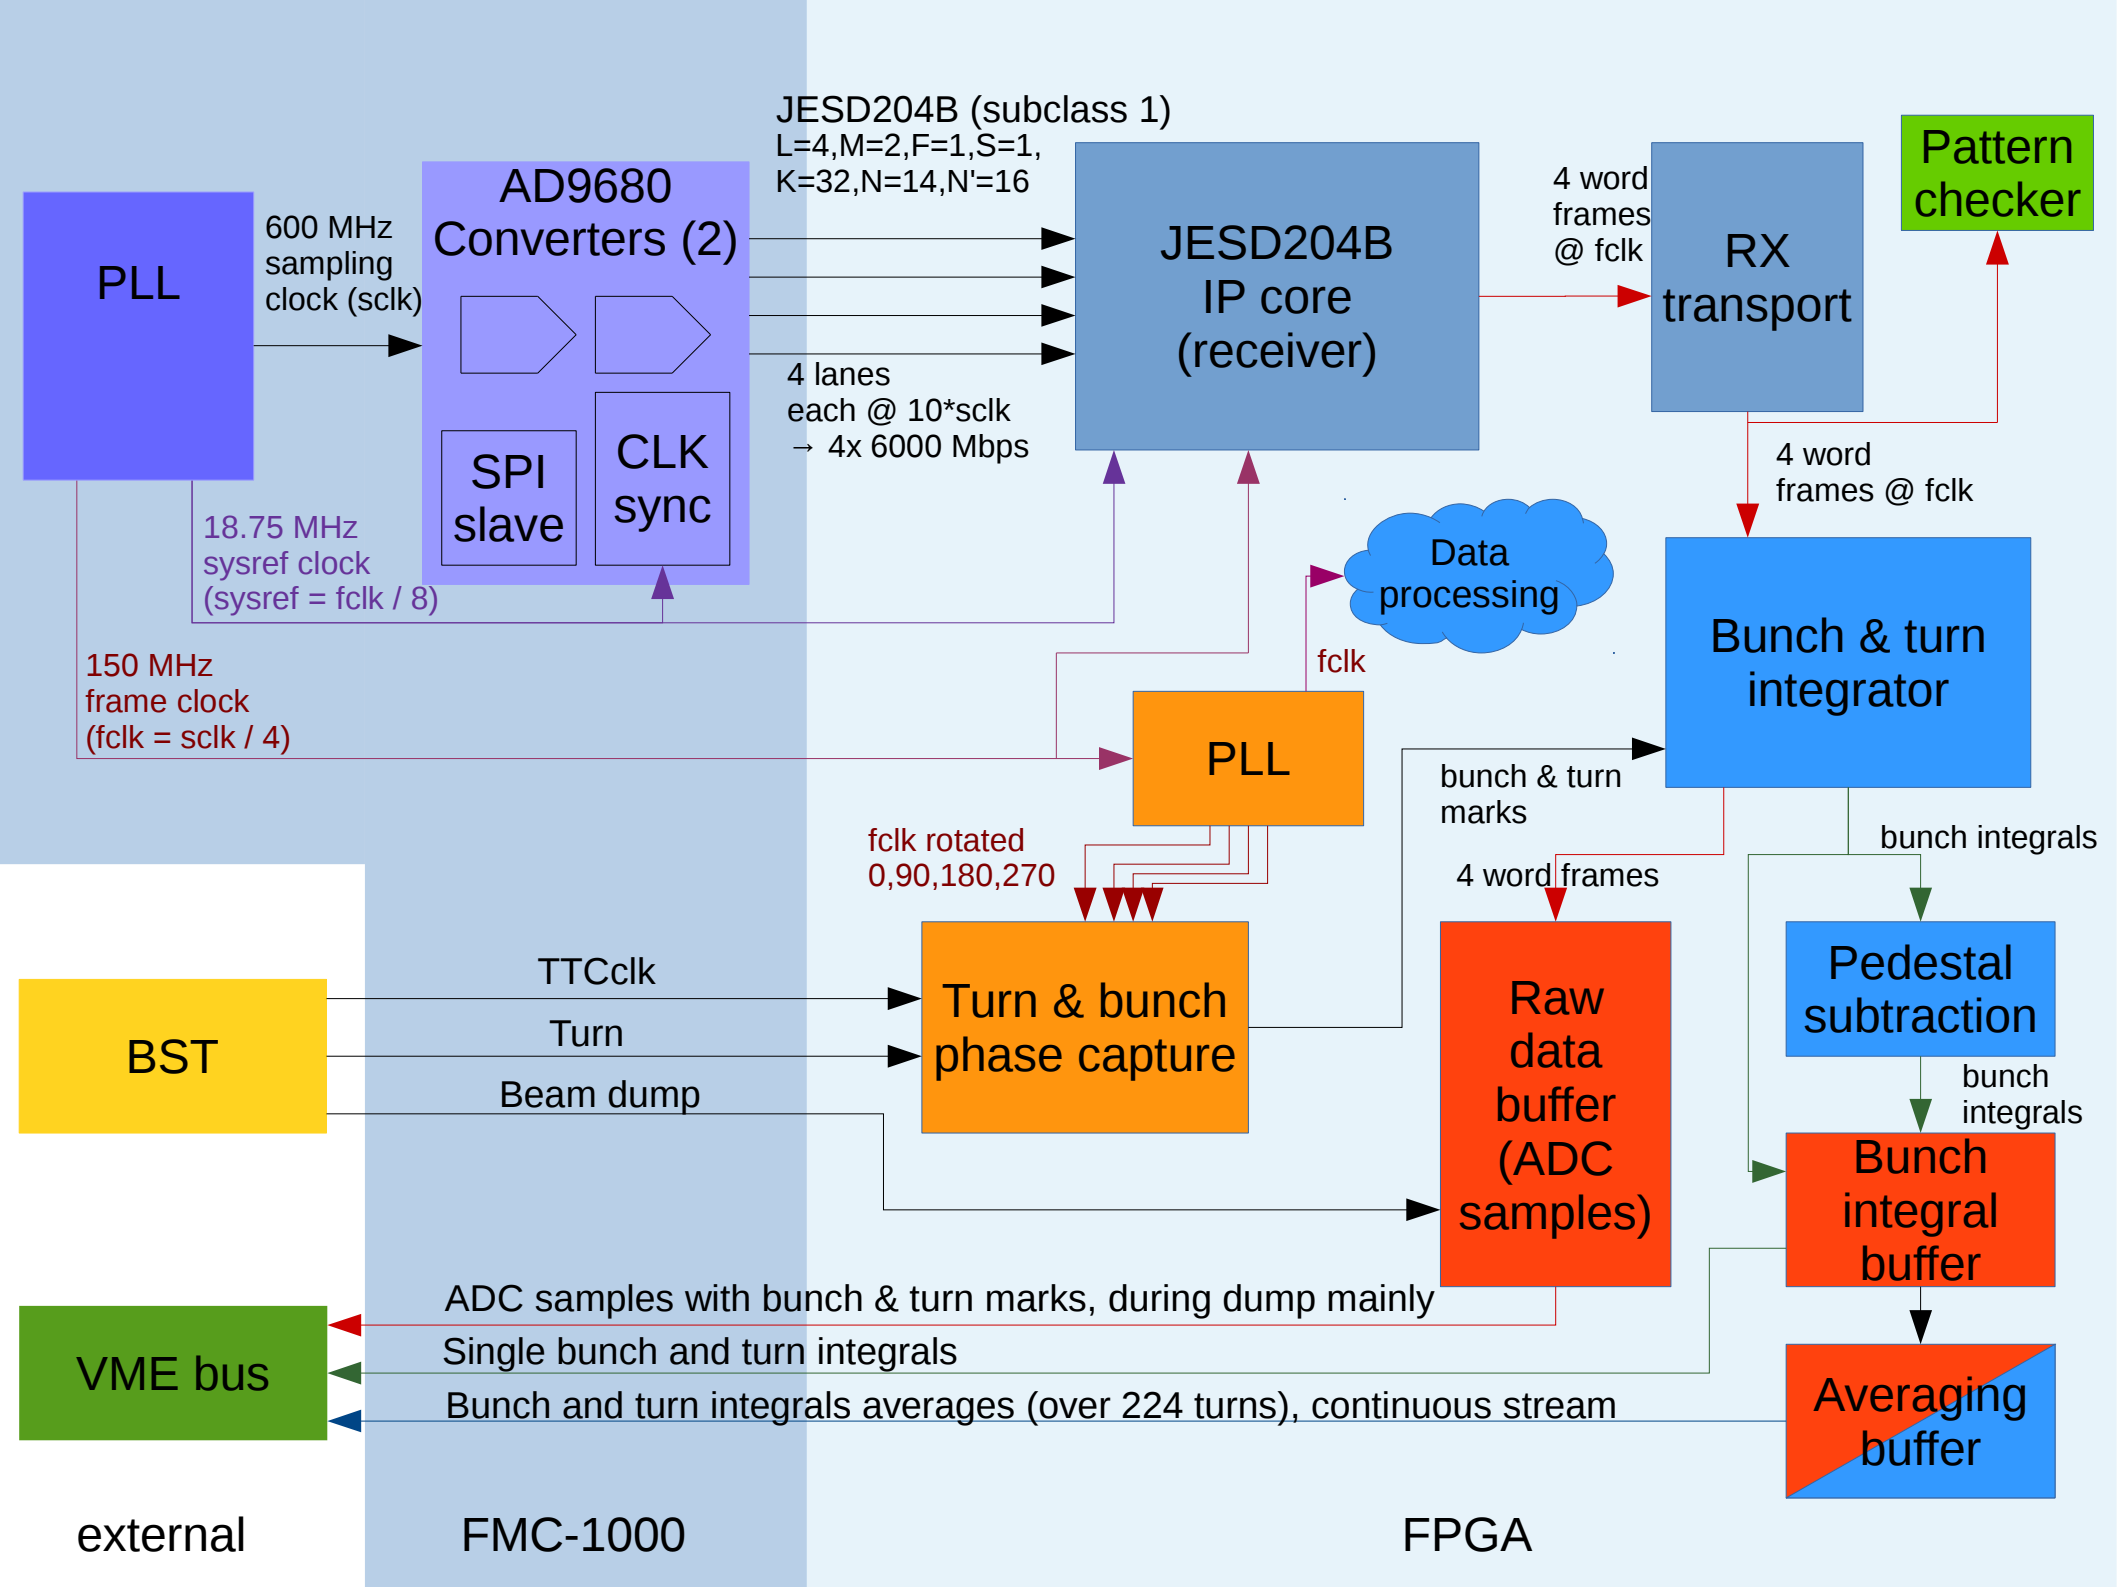 PLL
600 MHz
sampling
clock (sclk)
AD9680
Converters (2)
SPI
slave
CLK
sync
JESD204B (subclass 1)
L=4,M=2,F=1,S=1,
K=32,N=14,N'=16
4 lanes
each @ 10*sclk
→ 4x 6000 Mbps
JESD204B
IP core
(receiver)
4 word
frames
@ fclk
RX
transport
Pattern
checker
4 word
frames @ fclk
18.75 MHz
sysref clock
(sysref = fclk / 8)
150 MHz
frame clock
(fclk = sclk / 4)
Data
processing
fclk
PLL
Bunch & turn
integrator
bunch & turn
marks
fclk rotated
0,90,180,270
4 word frames
bunch integrals
BST
TTCclk
Turn
Beam dump
Turn & bunch
phase capture
Raw
data
buffer
(ADC
samples)
Pedestal
subtraction
bunch
integrals
Bunch
integral
buffer
VME bus
ADC samples with bunch & turn marks, during dump mainly
Single bunch and turn integrals
Bunch and turn integrals averages (over 224 turns), continuous stream
Averaging
buffer
external
FMC-1000
FPGA